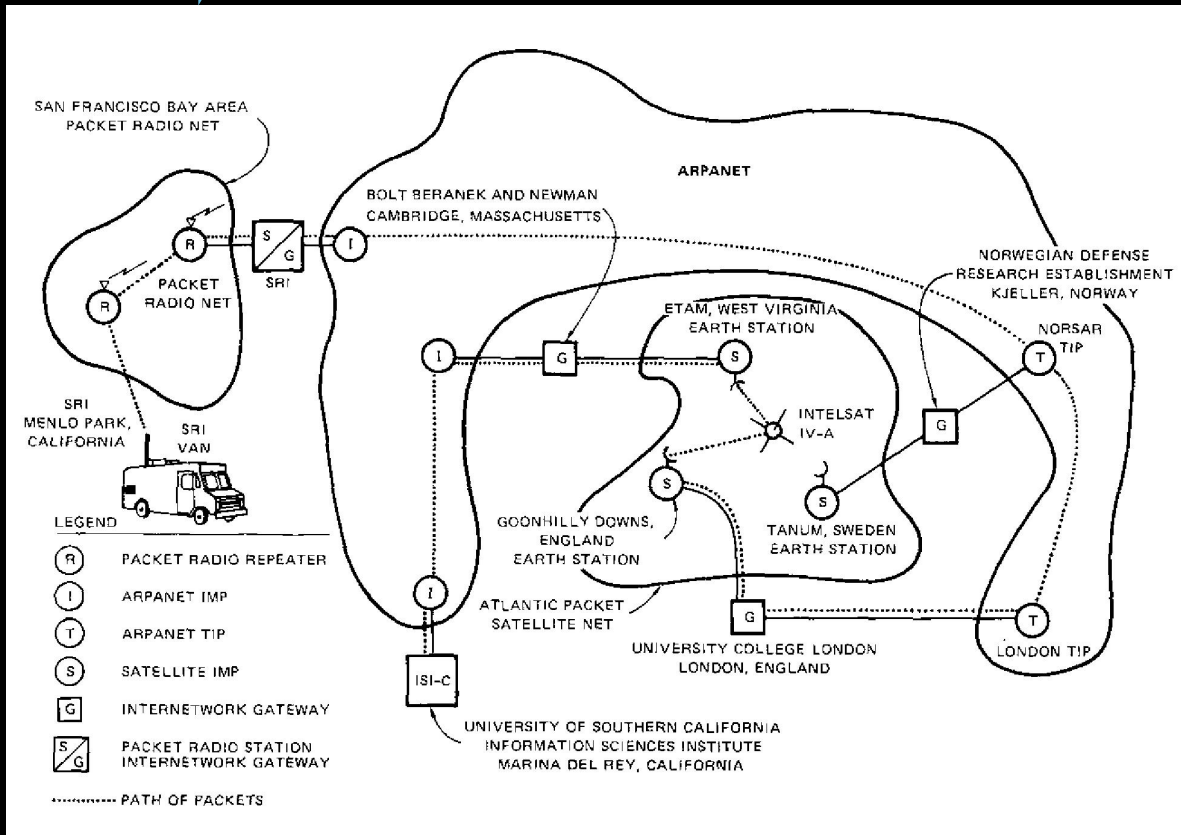 SAN FRANCISCO BAY AREA
PACKET RADIO NET
ARPANET
BOLT BERANEK AND NEWMAN
CAMBRIDGE, MASSACHUSETTS
S
G
SRI
I
R
PACKET
RADIO NET
R
NORWEGIAN DEFENSE
RESEARCH ESTABLISHMENT
KJELLER, NORWAY
ETAM, WEST VIRGINIA
EARTH STATION
NORSAR
TIP
T
I
G
S
SRI
MENLO PARK,
CALIFORNIA
SRI
VAN
INTELSAT
IV-A
G
S
S
GOONHILLY DOWNS,
ENGLAND
EARTH STATION
TANUM, SWEDEN
EARTH STATION
LEGEND
R
PACKET RADIO REPEATER
I
ARPANET IMP
T
ARPANET TIP
S
SATELLITE IMP
G
INTERNETWORK GATEWAY
S
G
PACKET RADIO STATION
INTERNETWORK GATEWAY
PATH OF PACKETS
I
ATLANTIC PACKET
SATELLITE NET
G
UNIVERSITY COLLEGE LONDON
LONDON, ENGLAND
T
LONDON TIP
ISI-C
UNIVERSITY OF SOUTHERN CALIFORNIA
INFORMATION SCIENCES INSTITUTE
MARINA DEL REY, CALIFORNIA